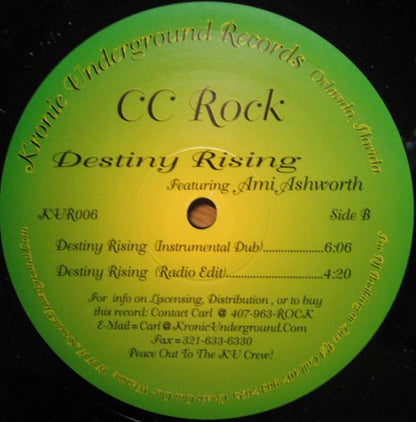 Kronic Underground Records Orlando, Florida
CC Rock
Destiny Rising
Featuring Ami Ashworth
KUR006
Side B
Destiny Rising (Instrumental Dub).....................6:06
Destiny Rising (Radio Edit)..................................4:20
For info on Liscensing, Distribution , or to buy
this record: Contact Carl @ 407-963-ROCK
E-Mail=Carl@KronicUnderground.Com
Fax=321-633-6330
Peace Out To The KU Crew!